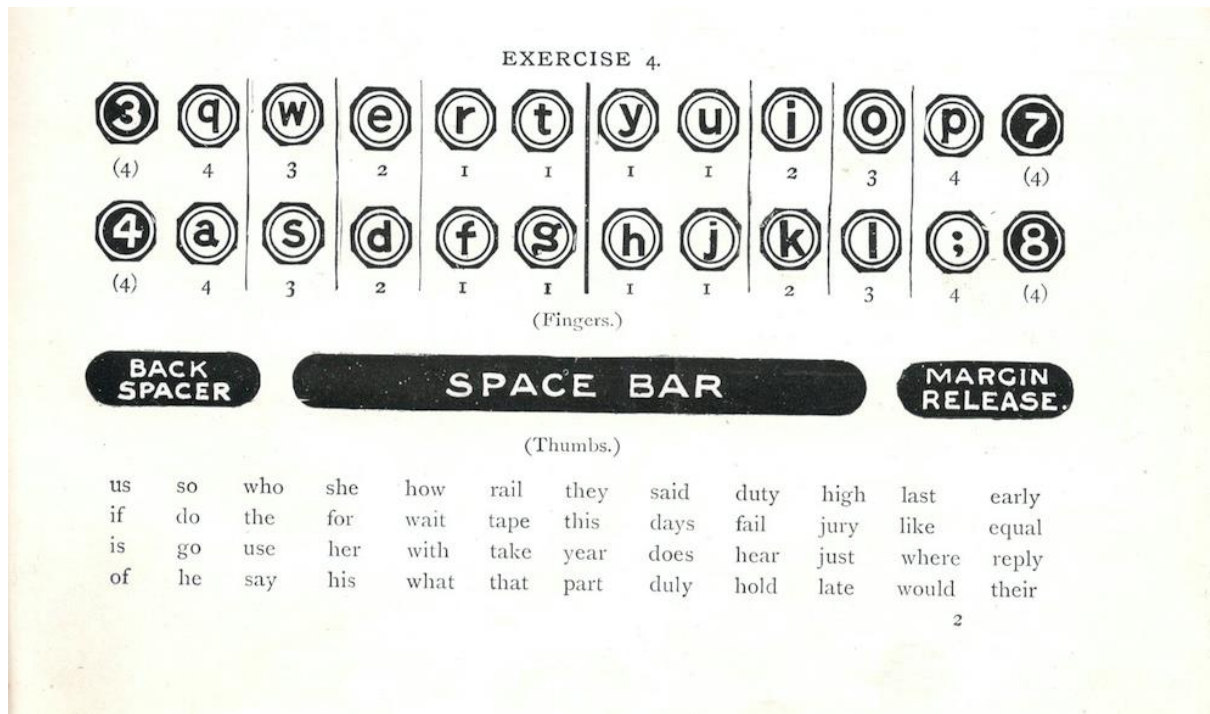 EXERCISE 4.
3 q w e r t y u i o p 7
(4) 4 3 2 1 1 1 1 2 3 4 (4)
4 a s d f g h j k l ; 8
(4) 4 3 2 1 1 1 1 2 3 4 (4)
(Fingers.)
BACK SPACER SPACE BAR MARGIN RELEASE.
(Thumbs.)
us so who she how rail they said duty high last early
if do the for wait tape this days fail jury like equal
is go use her with take year does hear just where reply
of he say his what that part duly hold late would their
2